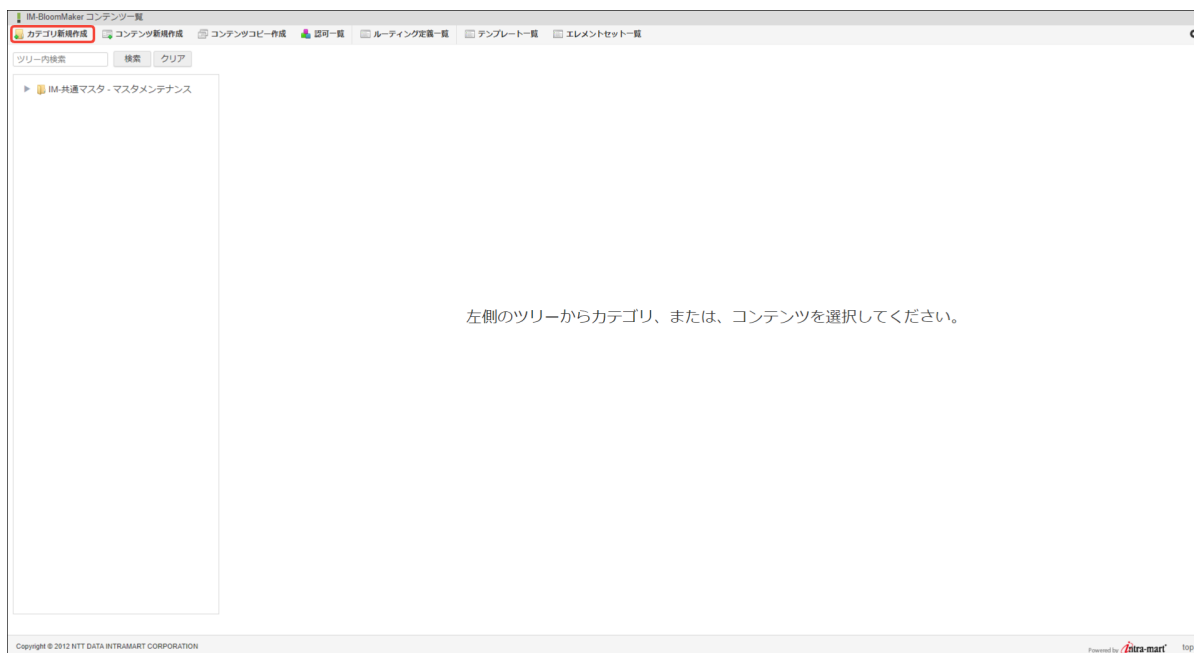 IM-BloomMaker コンテンツ一覧
カテゴリ新規作成 コンテンツ新規作成 コンテンツコピー作成 認可一覧 ルーティング定義一覧 テンプレート一覧 エレメントセット一覧
ツリー内検索 検索 クリア
IM-共通マスタ - マスタメンテナンス
左側のツリーからカテゴリ、または、コンテンツを選択してください。
Copyright © 2012 NTT DATA INTRAMART CORPORATION Powered by intra-mart top